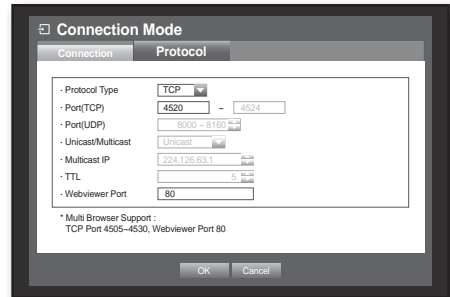 Connection Mode
Connection Protocol
· Protocol Type TCP
· Port(TCP) 4520 ~ 4524
· Port(UDP) 8000 ~ 8160
· Unicast/Multicast Unicast
· Multicast IP 224.126.63.1
· TTL 5
· Webviewer Port 80
* Multi Browser Support :
TCP Port 4505~4530, Webviewer Port 80
OK Cancel